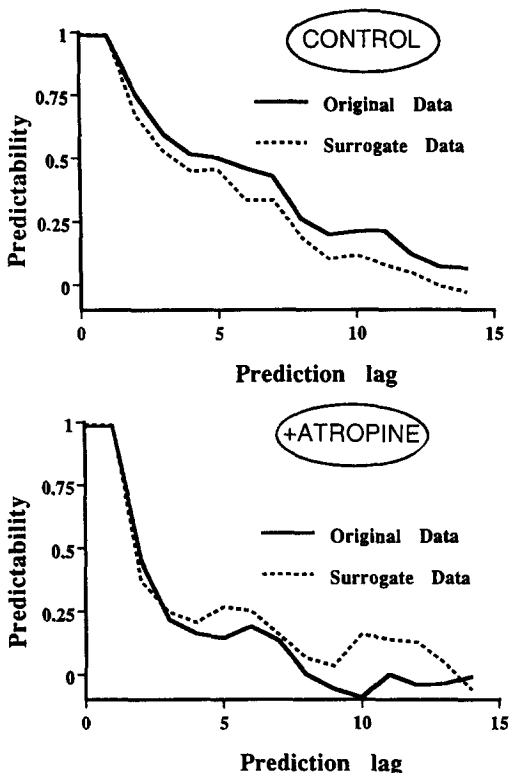 CONTROL
1
0.75
0.5
0.25
0
Predictability
Original Data
Surrogate Data
0
5
10
15
Prediction lag
+ATROPINE
1
0.75
0.5
0.25
0
Predictability
Original Data
Surrogate Data
0
5
10
15
Prediction lag